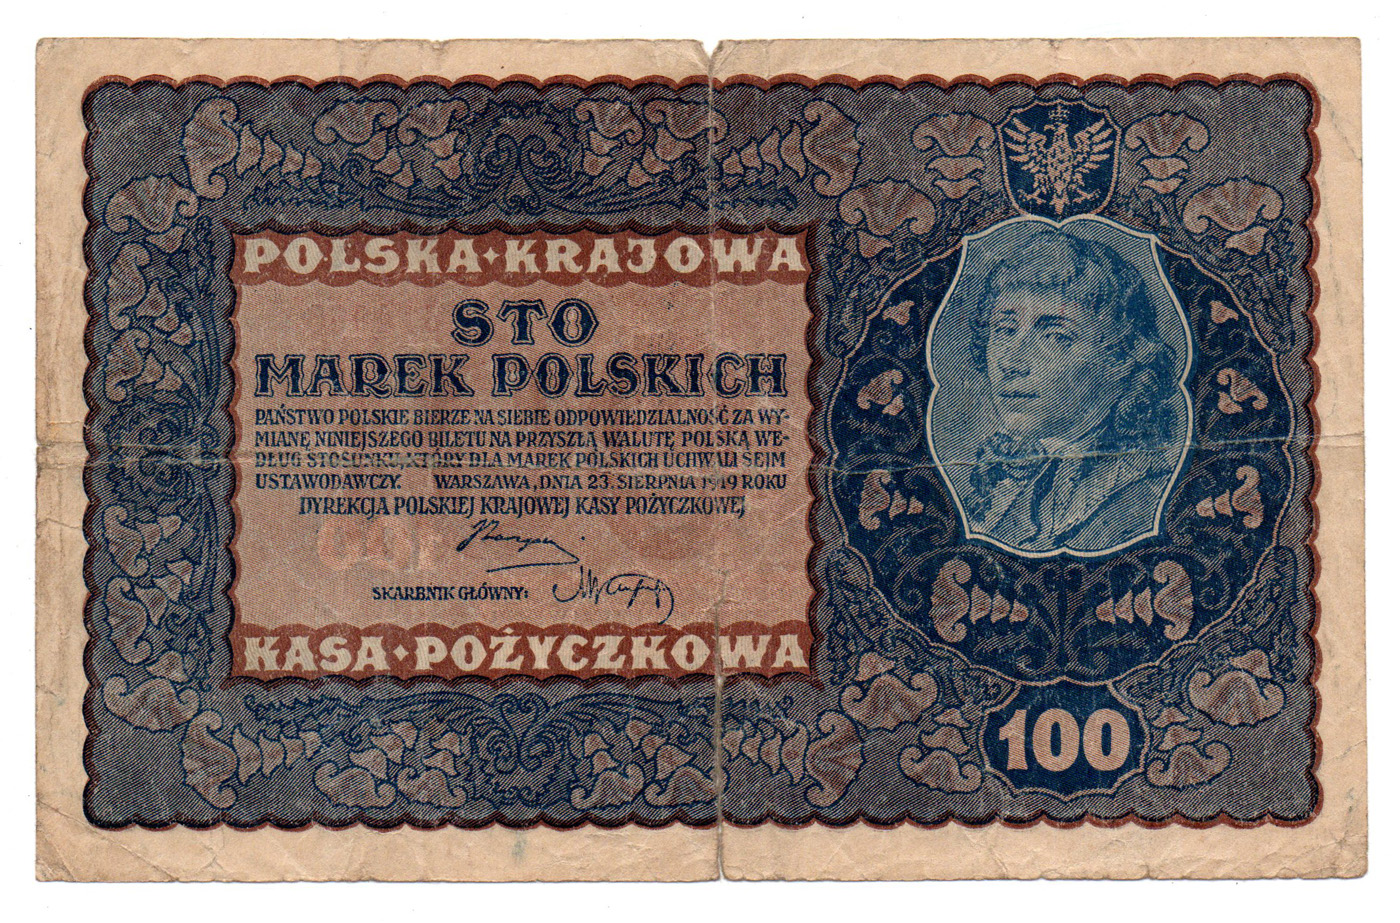 POLSKA·KRAJOWA
STO
MAREK POLSKICH
PAŃSTWO POLSKIE BIERZE NA SIEBIE ODPOWIEDZIALNOŚĆ ZA WY-
MIANĘ NINIEJSZEGO BILETU NA PRZYSZŁĄ WALUTĘ POLSKĄ WE-
DŁUG STOSUNKU, KTÓRY DLA MAREK POLSKICH UCHWALI SEJM
USTAWODAWCZY. WARSZAWA, DNIA 23. SIERPNIA 1919 ROKU
DYREKCJA POLSKIEJ KRAJOWEJ KASY POŻYCZKOWEJ
SKARBNIK GŁÓWNY:
KASA·POŻYCZKOWA
100